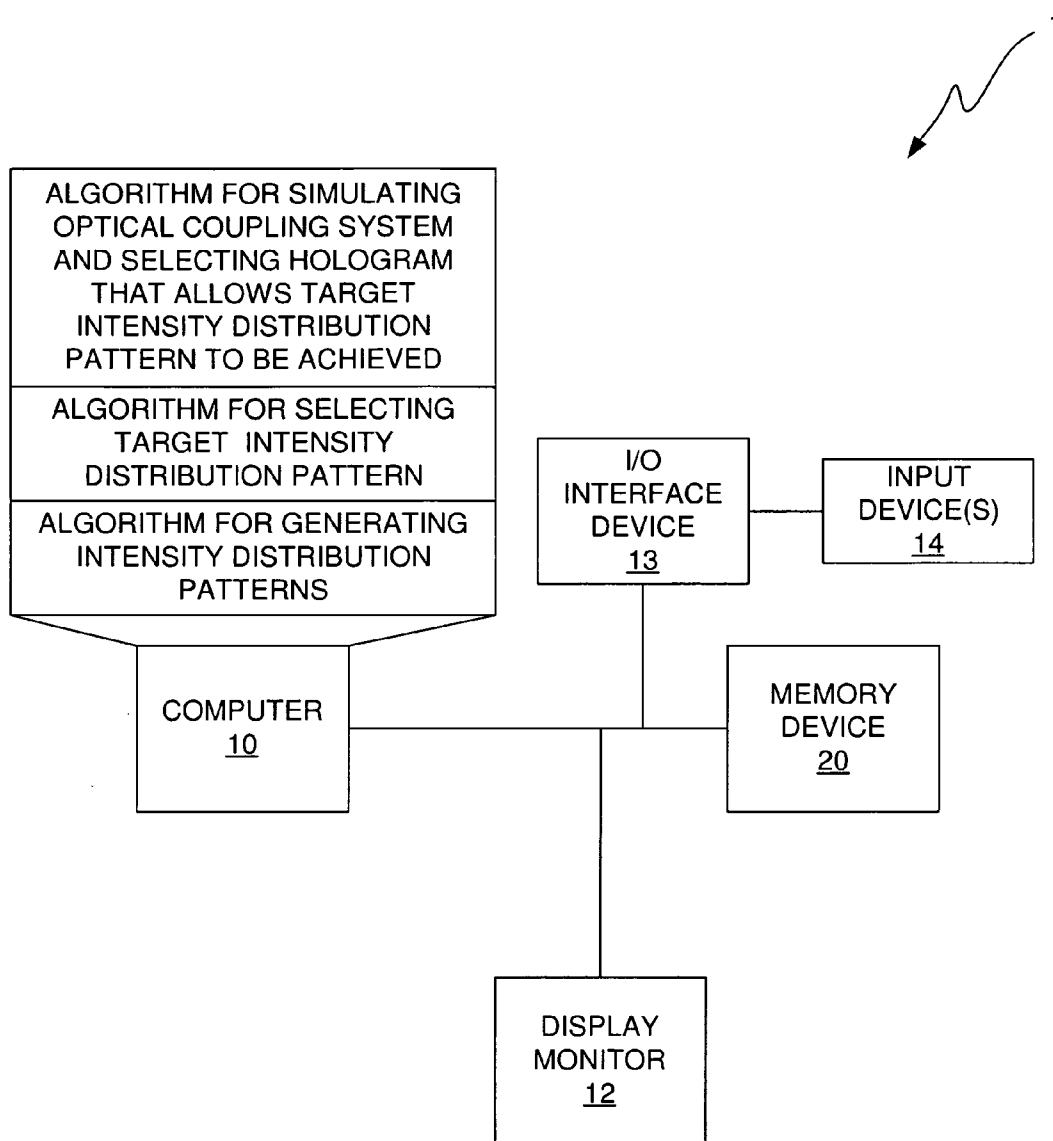 ALGORITHM FOR SIMULATING
OPTICAL COUPLING SYSTEM
AND SELECTING HOLOGRAM
THAT ALLOWS TARGET
INTENSITY DISTRIBUTION
PATTERN TO BE ACHIEVED
ALGORITHM FOR SELECTING
TARGET INTENSITY
DISTRIBUTION PATTERN
ALGORITHM FOR GENERATING
INTENSITY DISTRIBUTION
PATTERNS
I/O
INTERFACE
DEVICE
13
INPUT
DEVICE(S)
14
COMPUTER
10
MEMORY
DEVICE
20
DISPLAY
MONITOR
12